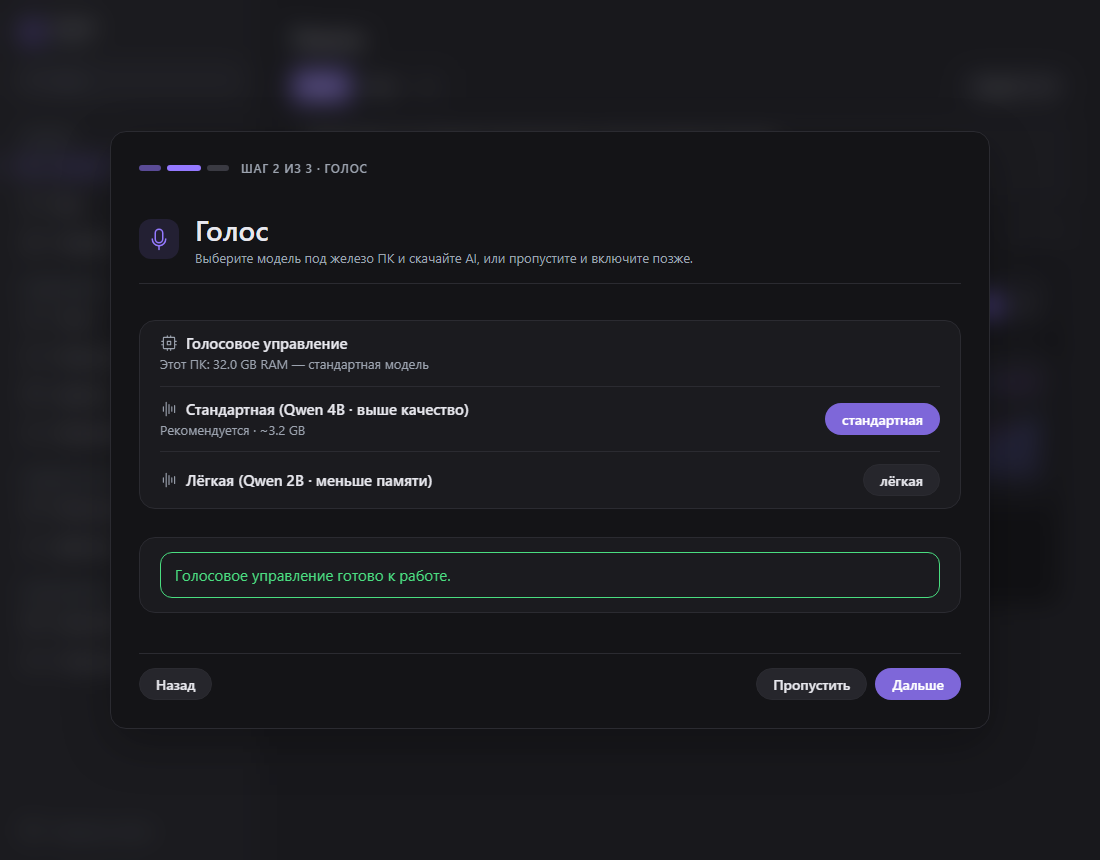 ШАГ 2 ИЗ 3 · ГОЛОС
Голос
Выберите модель под железо ПК и скачайте AI, или пропустите и включите позже.
Голосовое управление
Этот ПК: 32.0 GB RAM — стандартная модель
Стандартная (Qwen 4B · выше качество)
Рекомендуется · ~3.2 GB
стандартная
Лёгкая (Qwen 2B · меньше памяти)
лёгкая
Голосовое управление готово к работе.
Назад
Пропустить
Дальше